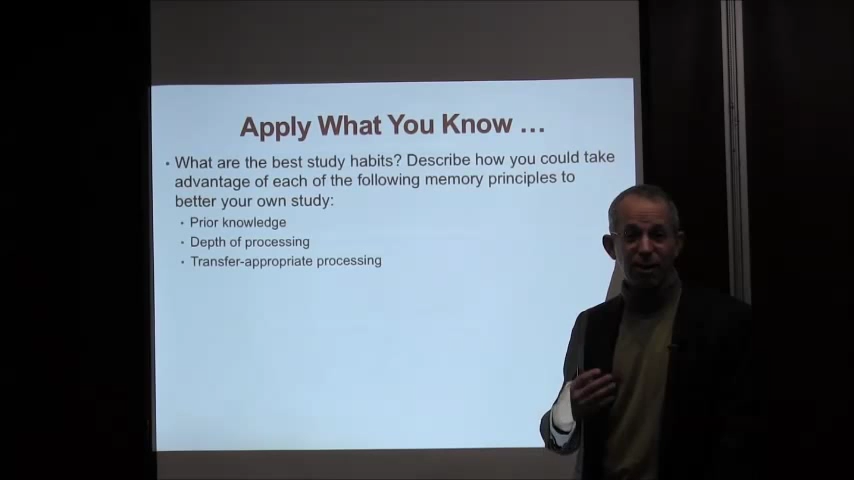 Apply What You Know …
• What are the best study habits? Describe how you could take
advantage of each of the following memory principles to
better your own study:
• Prior knowledge
• Depth of processing
• Transfer-appropriate processing